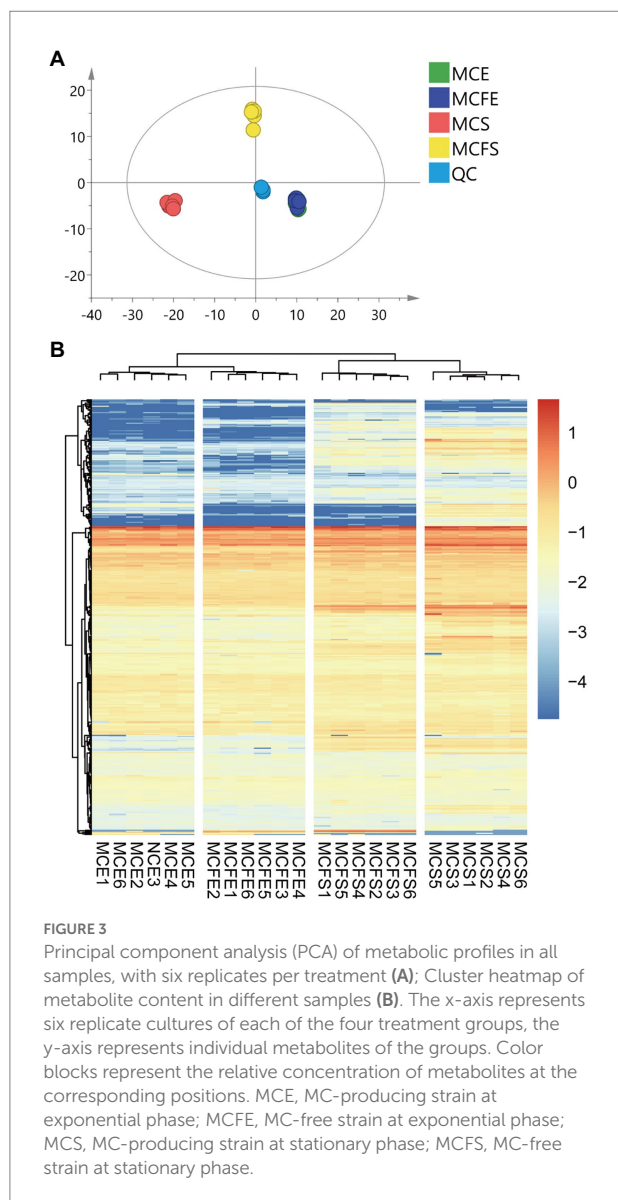 A
MCE
MCFE
MCS
MCFS
QC
20
10
0
-10
-20
-40 -30 -20 -10 0 10 20 30
B
1
0
−1
−2
−3
−4
MCE1 MCE6 MCE2 NCE3 MCE4 MCE5 MCFE2 MCFE1 MCFE6 MCFE5 MCFE3 MCFE4 MCFS1 MCFS5 MCFS4 MCFS2 MCFS3 MCFS6 MCS5 MCS3 MCS1 MCS2 MCS4 MCS6
FIGURE 3
Principal component analysis (PCA) of metabolic profiles in all
samples, with six replicates per treatment (A); Cluster heatmap of
metabolite content in different samples (B). The x-axis represents
six replicate cultures of each of the four treatment groups, the
y-axis represents individual metabolites of the groups. Color
blocks represent the relative concentration of metabolites at the
corresponding positions. MCE, MC-producing strain at
exponential phase; MCFE, MC-free strain at exponential phase;
MCS, MC-producing strain at stationary phase; MCFS, MC-free
strain at stationary phase.